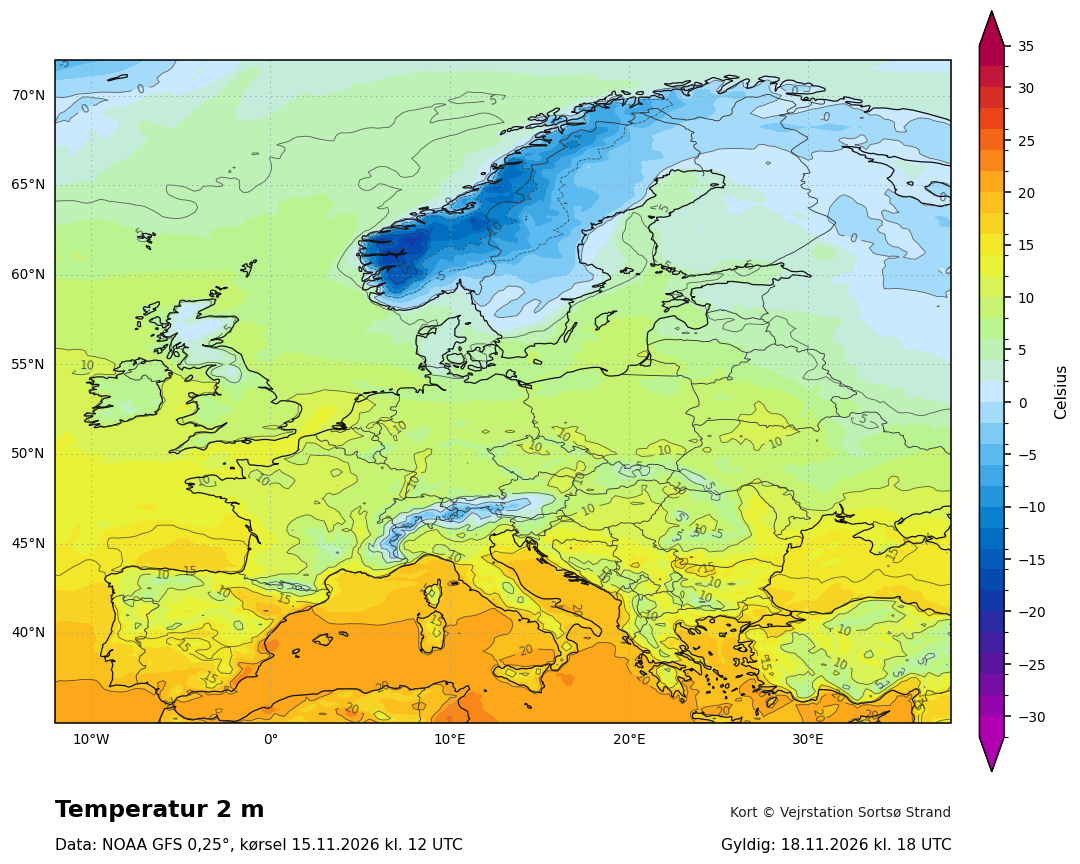 70°N
65°N
60°N
55°N
50°N
45°N
40°N
10°W
0°
10°E
20°E
30°E
35
30
25
20
15
10
5
0
−5
−10
−15
−20
−25
−30
Celsius
Temperatur 2 m
Kort © Vejrstation Sortsø Strand
Data: NOAA GFS 0,25°, kørsel 15.11.2026 kl. 12 UTC
Gyldig: 18.11.2026 kl. 18 UTC